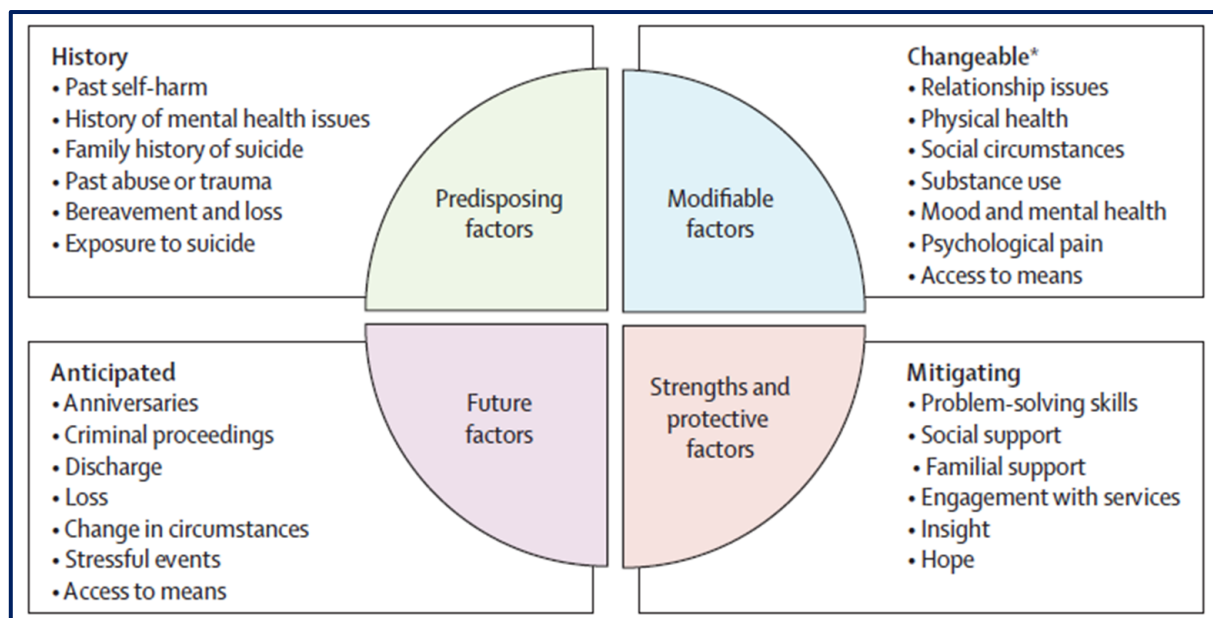 History
• Past self-harm
• History of mental health issues
• Family history of suicide
• Past abuse or trauma
• Bereavement and loss
• Exposure to suicide
Predisposing
factors
Changeable*
• Relationship issues
• Physical health
• Social circumstances
• Substance use
• Mood and mental health
• Psychological pain
• Access to means
Modifiable
factors
Anticipated
• Anniversaries
• Criminal proceedings
• Discharge
• Loss
• Change in circumstances
• Stressful events
• Access to means
Future
factors
Strengths and
protective
factors
Mitigating
• Problem-solving skills
• Social support
• Familial support
• Engagement with services
• Insight
• Hope